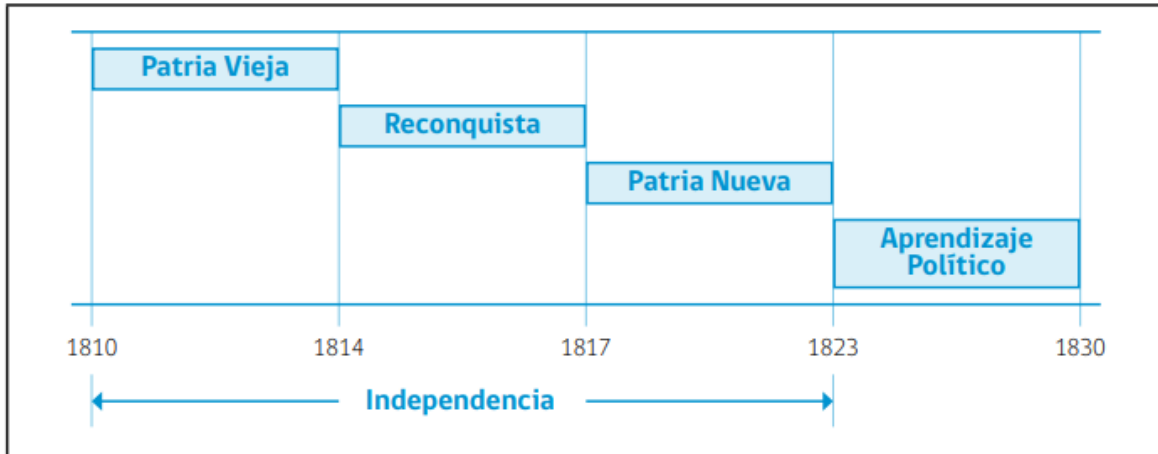 Patria Vieja
Reconquista
Patria Nueva
Aprendizaje
Político
1810 1814 1817 1823 1830
Independencia